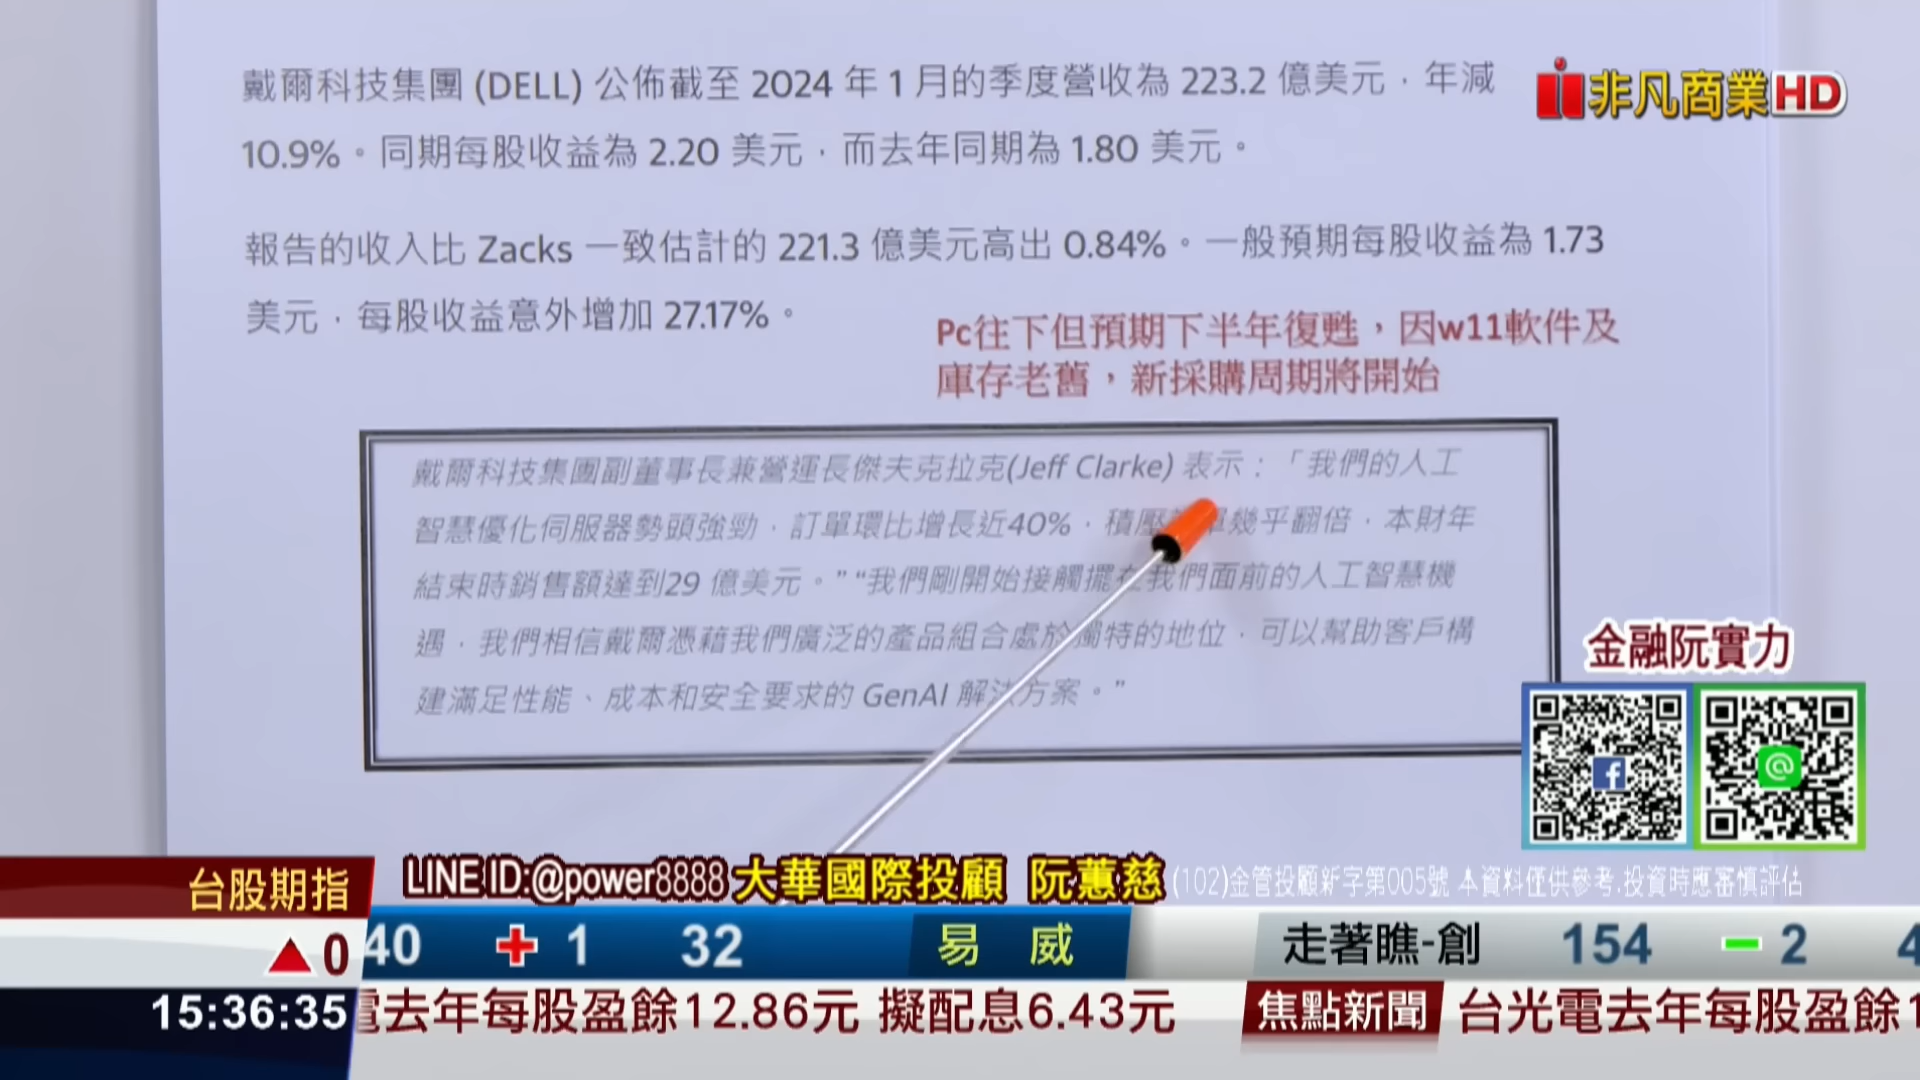 戴爾科技集團 (DELL) 公佈截至 2024 年 1 月的季度營收為 223.2 億美元，年減
10.9%。同期每股收益為 2.20 美元，而去年同期為 1.80 美元。
報告的收入比 Zacks 一致估計的 221.3 億美元高出 0.84%。一般預期每股收益為 1.73
美元，每股收益意外增加 27.17%。
Pc往下但預期下半年復甦，因w11軟件及
庫存老舊，新採購周期將開始
戴爾科技集團副董事長兼營運長傑夫克拉克(Jeff Clarke) 表示：「我們的人工
智慧優化伺服器勢頭強勁，訂單環比增長近40%，積壓單幾乎翻倍，本財年
結束時銷售額達到29 億美元。” “我們剛開始接觸擺在我們面前的人工智慧機
遇，我們相信戴爾憑藉我們廣泛的產品組合處於獨特的地位，可以幫助客戶構
建滿足性能、成本和安全要求的 GenAI 解決方案。”
非凡商業HD
金融阮實力
LINE ID:@power8888 大華國際投顧 阮蕙慈 (102)金管投顧新字第005號 本資料僅供參考.投資時應審慎評估
台股期指
▲0 40 + 1 32 易 威 走著瞧-創 154 － 2 4
15:36:35 電去年每股盈餘12.86元 擬配息6.43元 焦點新聞 台光電去年每股盈餘1